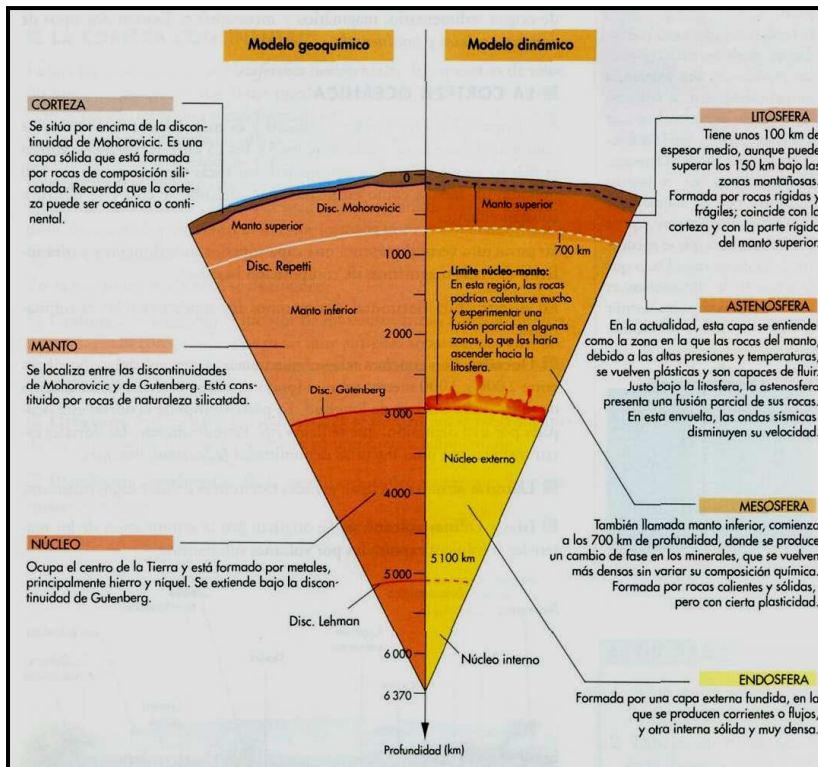 Modelo geoquímico
Modelo dinámico
CORTEZA
Se sitúa por encima de la discon-
tinuidad de Mohorovicic. Es una
capa sólida que está formada
por rocas de composición sili-
catada. Recuerda que la corte-
za puede ser oceánica o conti-
nental.
MANTO
Se localiza entre las discontinuidades
de Mohorovicic y de Gutenberg. Está cons-
tituido por rocas de naturaleza silicatada.
NÚCLEO
Ocupa el centro de la Tierra y está formado por metales,
principalmente hierro y níquel. Se extiende bajo la discon-
tinuidad de Gutenberg.
Disc. Mohorovicic
Manto superior
Disc. Repetti
Manto inferior
Disc. Gutenberg
Disc. Lehman
0
1000
2000
3000
4000
5000
6000
6370
Profundidad (km)
Manto superior
700 km
Límite núcleo-manto:
En esta región, las rocas
podrían calentarse mucho
y experimentar una
fusión parcial en algunas
zonas, lo que las haría
ascender hacia la
litosfera.
Núcleo externo
5100 km
Núcleo interno
LITOSFERA
Tiene unos 100 km de
espesor medio, aunque puede
superar los 150 km bajo las
zonas montañosas.
Formada por rocas rígidas y
frágiles; coincide con la
corteza y con la parte rígida
del manto superior.
ASTENOSFERA
En la actualidad, esta capa se entiende
como la zona en la que las rocas del manto,
debido a las altas presiones y temperaturas,
se vuelven plásticas y son capaces de fluir.
Justo bajo la litosfera, la astenosfera
presenta una fusión parcial de sus rocas.
En esta envuelta, las ondas sísmicas
disminuyen su velocidad.
MESOSFERA
También llamada manto inferior, comienza
a los 700 km de profundidad, donde se produce
un cambio de fase en los minerales, que se vuelven
más densos sin variar su composición química.
Formada por rocas calientes y sólidas,
pero con cierta plasticidad.
ENDOSFERA
Formada por una capa externa fundida, en la
que se producen corrientes o flujos,
y otra interna sólida y muy densa.
LA CORTEZA OCEÁNICA